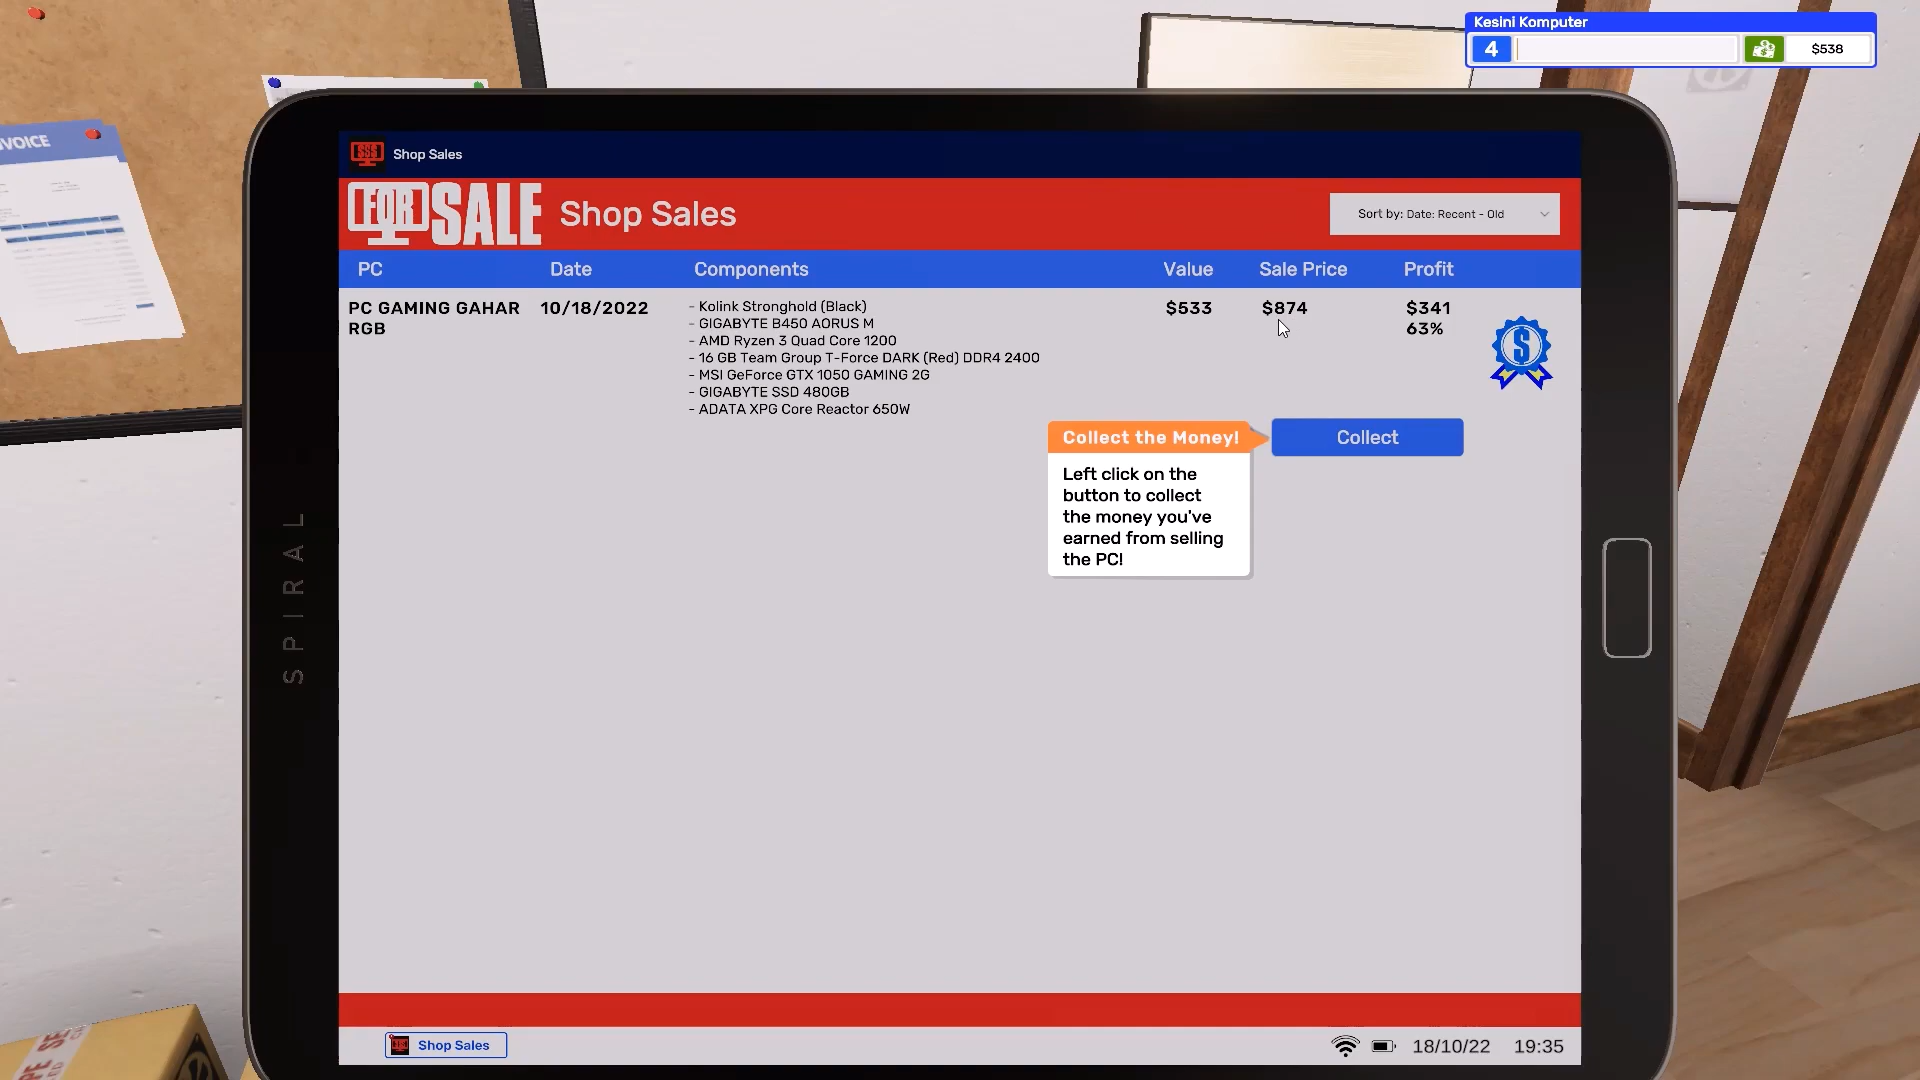 Kesini Komputer
4
$538
VOICE
Shop Sales
FOR SALE Shop Sales
Sort by: Date: Recent - Old
PC Date Components Value Sale Price Profit
PC GAMING GAHAR RGB
10/18/2022
- Kolink Stronghold (Black)
- GIGABYTE B450 AORUS M
- AMD Ryzen 3 Quad Core 1200
- 16 GB Team Group T-Force DARK (Red) DDR4 2400
- MSI GeForce GTX 1050 GAMING 2G
- GIGABYTE SSD 480GB
- ADATA XPG Core Reactor 650W
$533
$874
$341
63%
$
Collect the Money!
Collect
Left click on the
button to collect
the money you've
earned from selling
the PC!
SPIRAL
Shop Sales
18/10/22 19:35